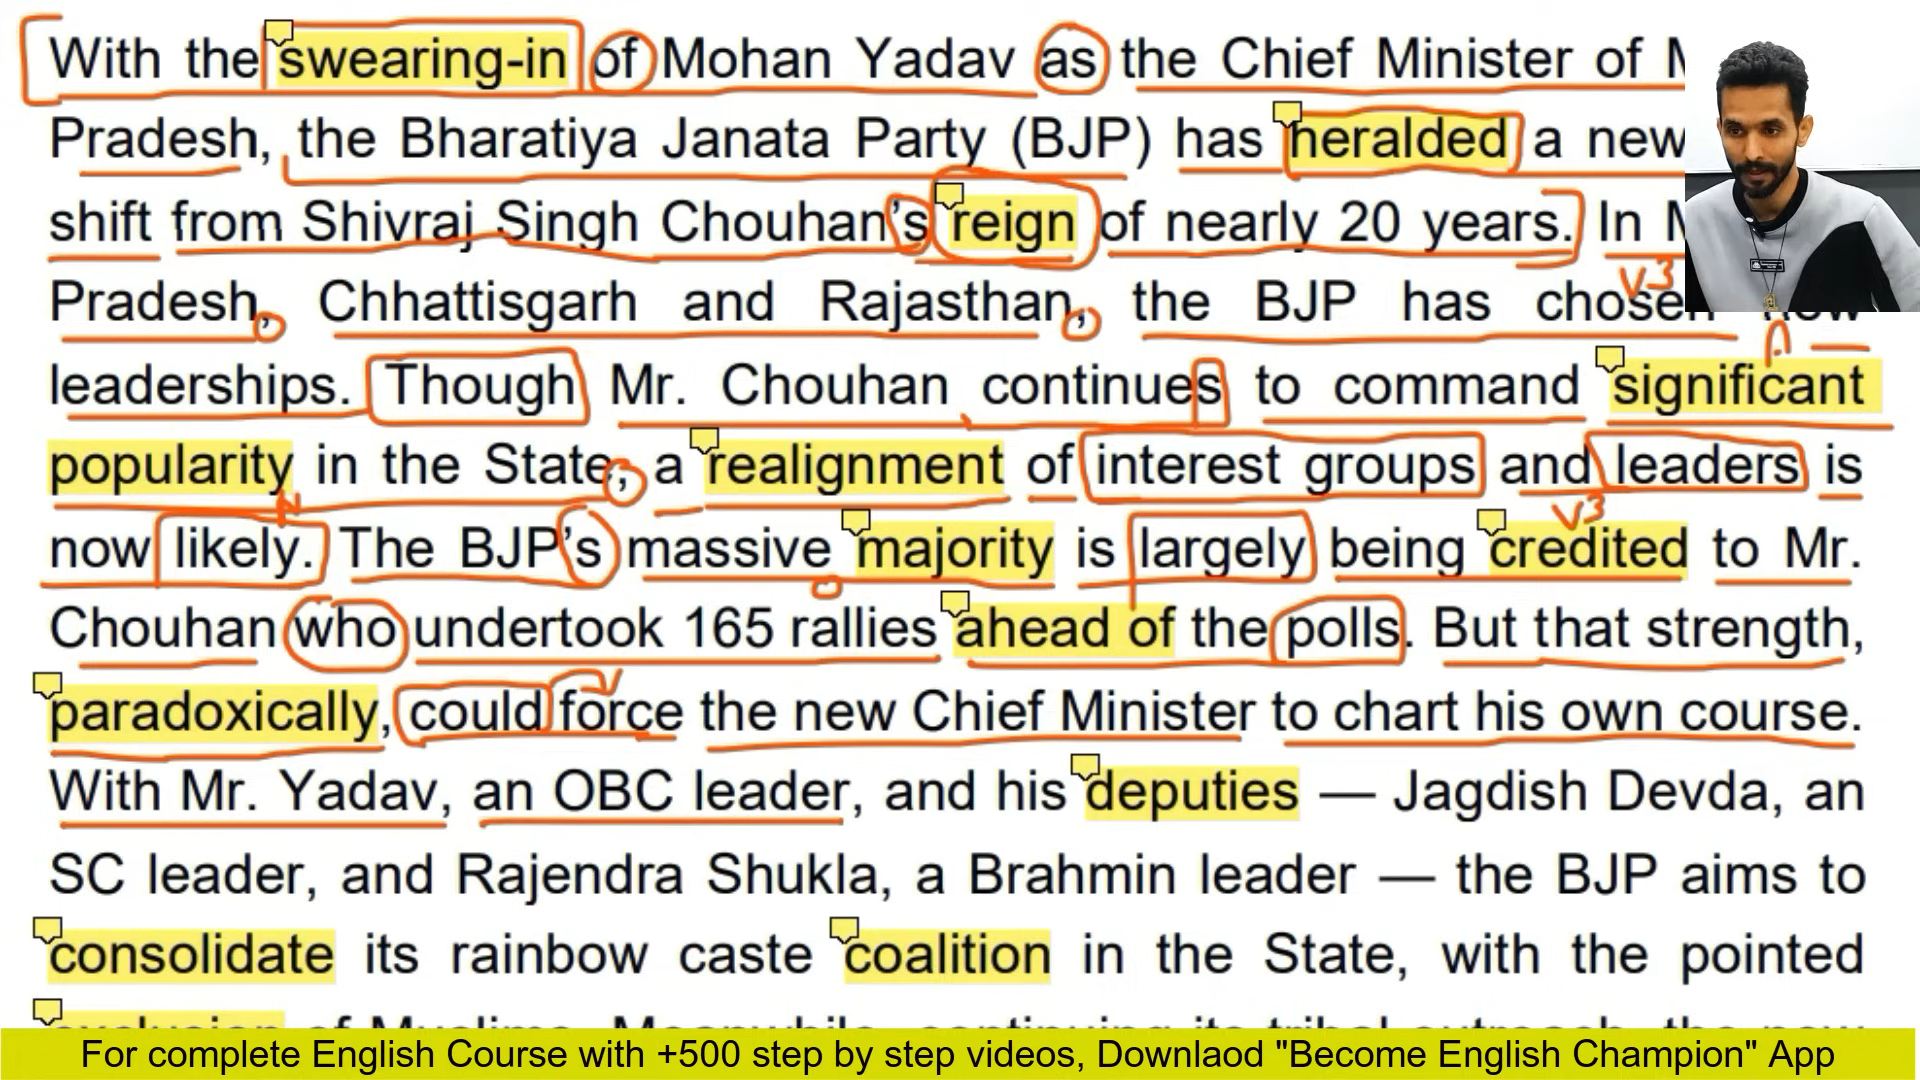 With the swearing-in of Mohan Yadav as the Chief Minister of
Pradesh, the Bharatiya Janata Party (BJP) has heralded a new
shift from Shivraj Singh Chouhan's reign of nearly 20 years. In
V3
Pradesh, Chhattisgarh and Rajasthan, the BJP has chosen
leaderships. Though Mr. Chouhan continues to command significant
popularity in the State, a realignment of interest groups and leaders is
N
V3
now likely. The BJP's massive majority is largely being credited to Mr.
Chouhan who undertook 165 rallies ahead of the polls. But that strength,
paradoxically, could force the new Chief Minister to chart his own course.
With Mr. Yadav, an OBC leader, and his deputies — Jagdish Devda, an
SC leader, and Rajendra Shukla, a Brahmin leader — the BJP aims to
consolidate its rainbow caste coalition in the State, with the pointed
For complete English Course with +500 step by step videos, Downlaod "Become English Champion" App